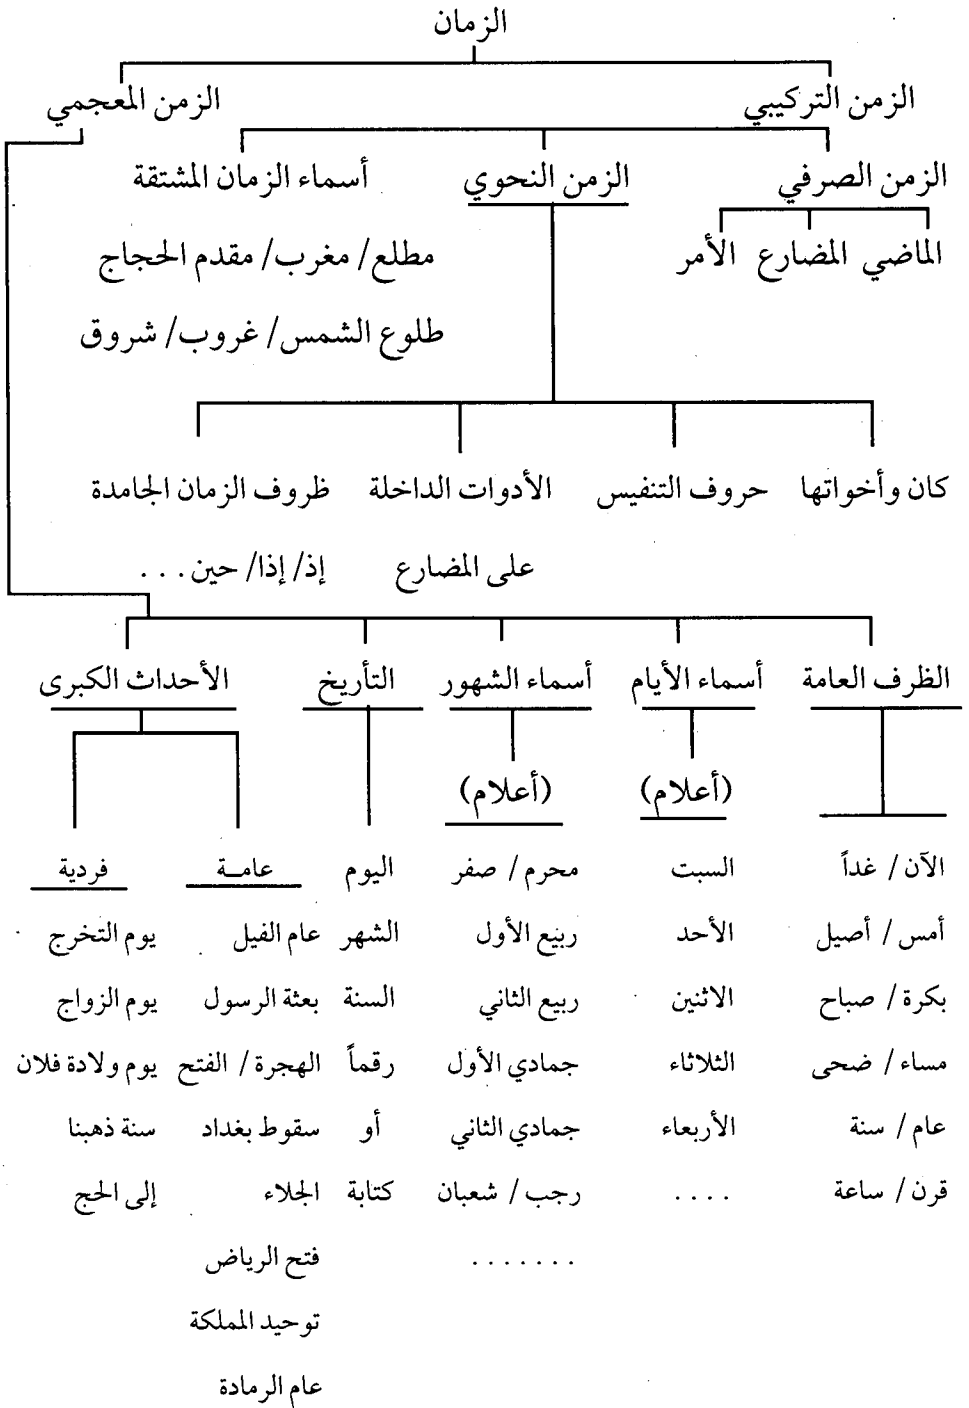 الزمان
الزمن التركيبي الزمن المعجمي
الزمن الصرفي الزمن النحوي أسماء الزمان المشتقة
الماضي المضارع الأمر مطلع/ مغرب/ مقدم الحجاج
طلوع الشمس/ غروب/ شروق
كان وأخواتها حروف التنفيس الأدوات الداخلة ظروف الزمان الجامدة
على المضارع إذ/ إذا/ حين...
الظرف العامة أسماء الأيام أسماء الشهور التأريخ الأحداث الكبرى
(أعلام) (أعلام)
الآن / غداً السبت محرم / صفر اليوم عامـة فردية
أمس / أصيل الأحد ربيع الأول الشهر عام الفيل يوم التخرج
بكرة / صباح الاثنين ربيع الثاني السنة بعثة الرسول يوم الزواج
مساء / ضحى الثلاثاء جمادي الأول رقماً الهجرة / الفتح يوم ولادة فلان
عام / سنة الأربعاء جمادي الثاني أو سقوط بغداد سنة ذهبنا
قرن / ساعة .... رجب / شعبان كتابة الجلاء إلى الحج
....... فتح الرياض
توحيد المملكة
عام الرمادة